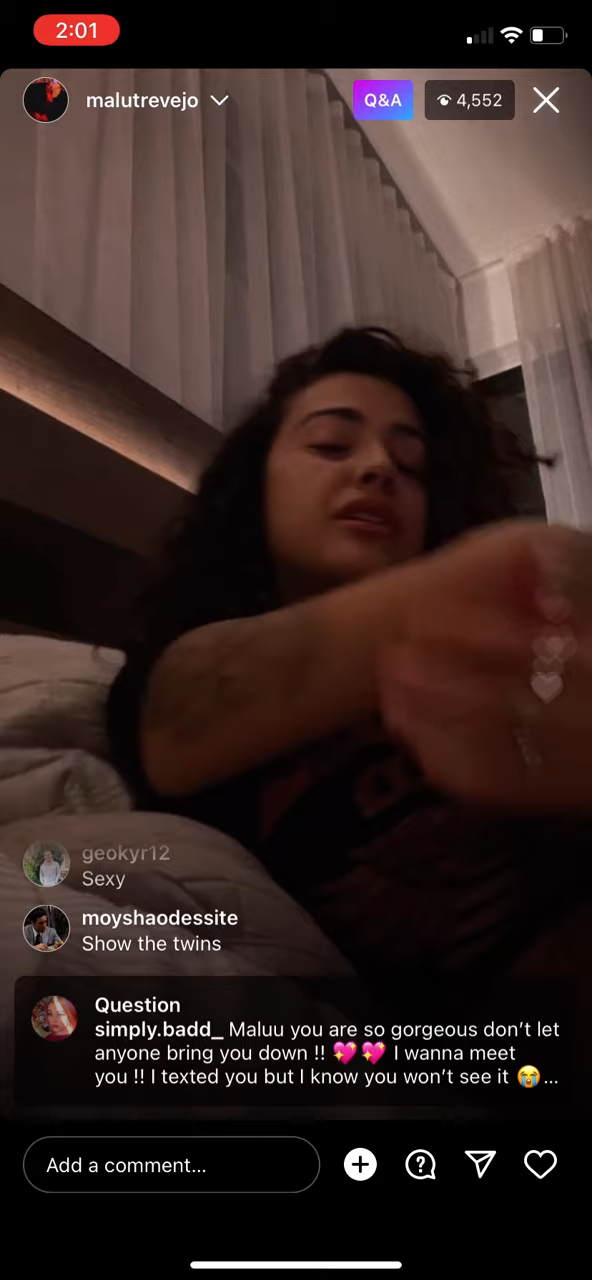 2:01
malutrevejo
Q&A
4,552
geokyr12
Sexy
moyshaodessite
Show the twins
Question
simply.badd_ Maluu you are so gorgeous don't let
anyone bring you down !! 💖💖 I wanna meet
you !! I texted you but I know you won't see it 😭...
Add a comment...